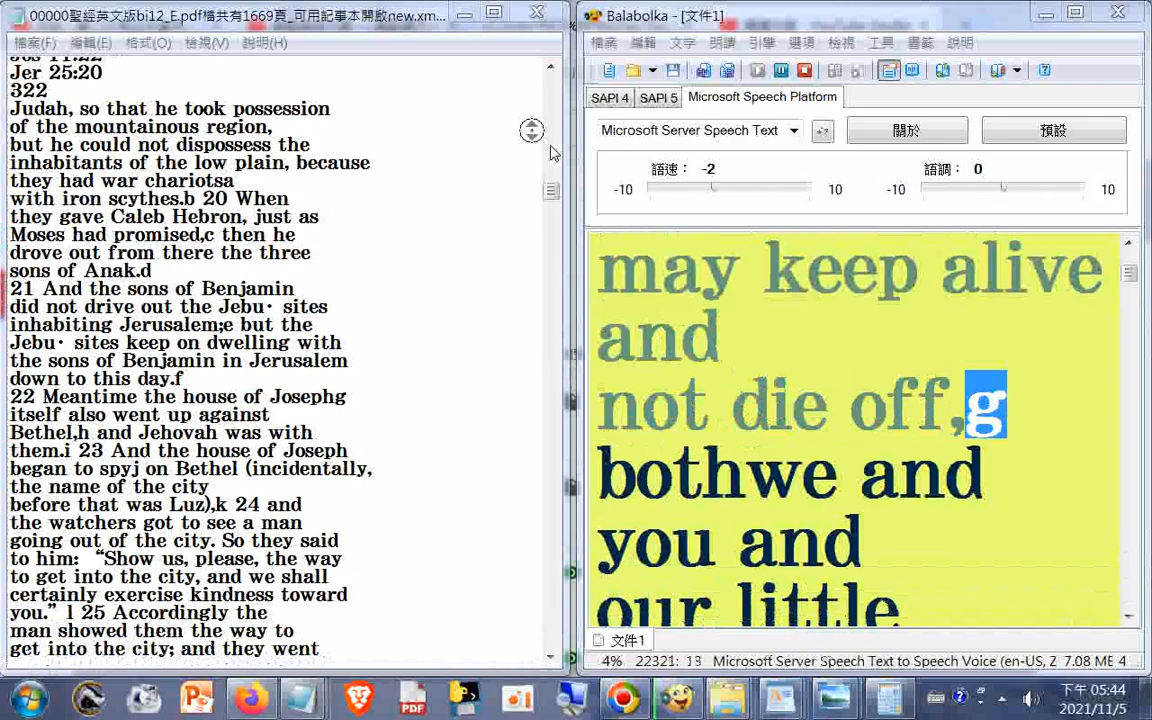 00000聖經英文版bi12_E.pdf檔共有1669頁_可用記事本開啟new.xm...
檔案(F) 編輯(E) 格式(O) 檢視(V) 說明(H)
Jos 11:22
Jer 25:20
322
Judah, so that he took possession
of the mountainous region,
but he could not dispossess the
inhabitants of the low plain, because
they had war chariotsa
with iron scythes.b 20 When
they gave Caleb Hebron, just as
Moses had promised,c then he
drove out from there the three
sons of Anak.d
21 And the sons of Benjamin
did not drive out the Jebu· sites
inhabiting Jerusalem;e but the
Jebu· sites keep on dwelling with
the sons of Benjamin in Jerusalem
down to this day.f
22 Meantime the house of Josephg
itself also went up against
Bethel,h and Jehovah was with
them.i 23 And the house of Joseph
began to spyj on Bethel (incidentally,
the name of the city
before that was Luz),k 24 and
the watchers got to see a man
going out of the city. So they said
to him: “Show us, please, the way
to get into the city, and we shall
certainly exercise kindness toward
you.” l 25 Accordingly the
man showed them the way to
get into the city; and they went
Balabolka - [文件1]
檔案 編輯 文字 朗讀 引擎 選項 檢視 工具 書籤 說明
SAPI 4 SAPI 5 Microsoft Speech Platform
Microsoft Server Speech Text 關於 預設
語速: -2 語調: 0
-10 10 -10 10
may keep alive
and
not die off,g
bothwe and
you and
our little
文件1
4% 22321: 13 Microsoft Server Speech Text to Speech Voice (en-US, Z 7.08 MB 4
PDF
下午 05:44
2021/11/5